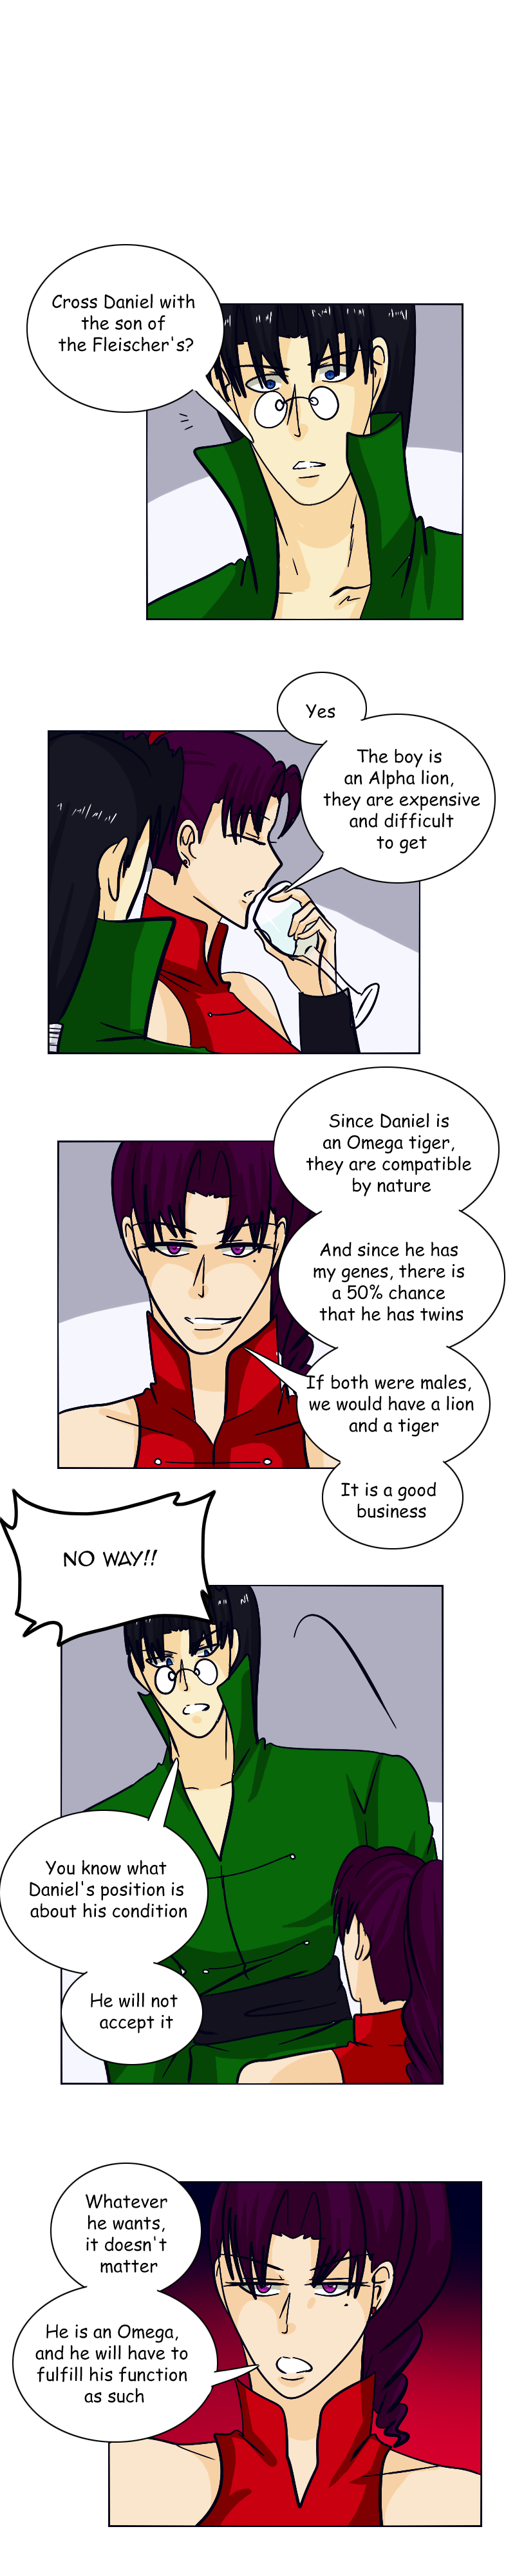 Cross Daniel with
the son of
the Fleischer's?
Yes
The boy is
an Alpha lion,
they are expensive
and difficult
to get
Since Daniel is
an Omega tiger,
they are compatible
by nature
And since he has
my genes, there is
a 50% chance
that he has twins
If both were males,
we would have a lion
and a tiger
It is a good
business
NO WAY!!
You know what
Daniel's position is
about his condition
He will not
accept it
Whatever
he wants,
it doesn't
matter
He is an Omega,
and he will have to
fulfill his function
as such